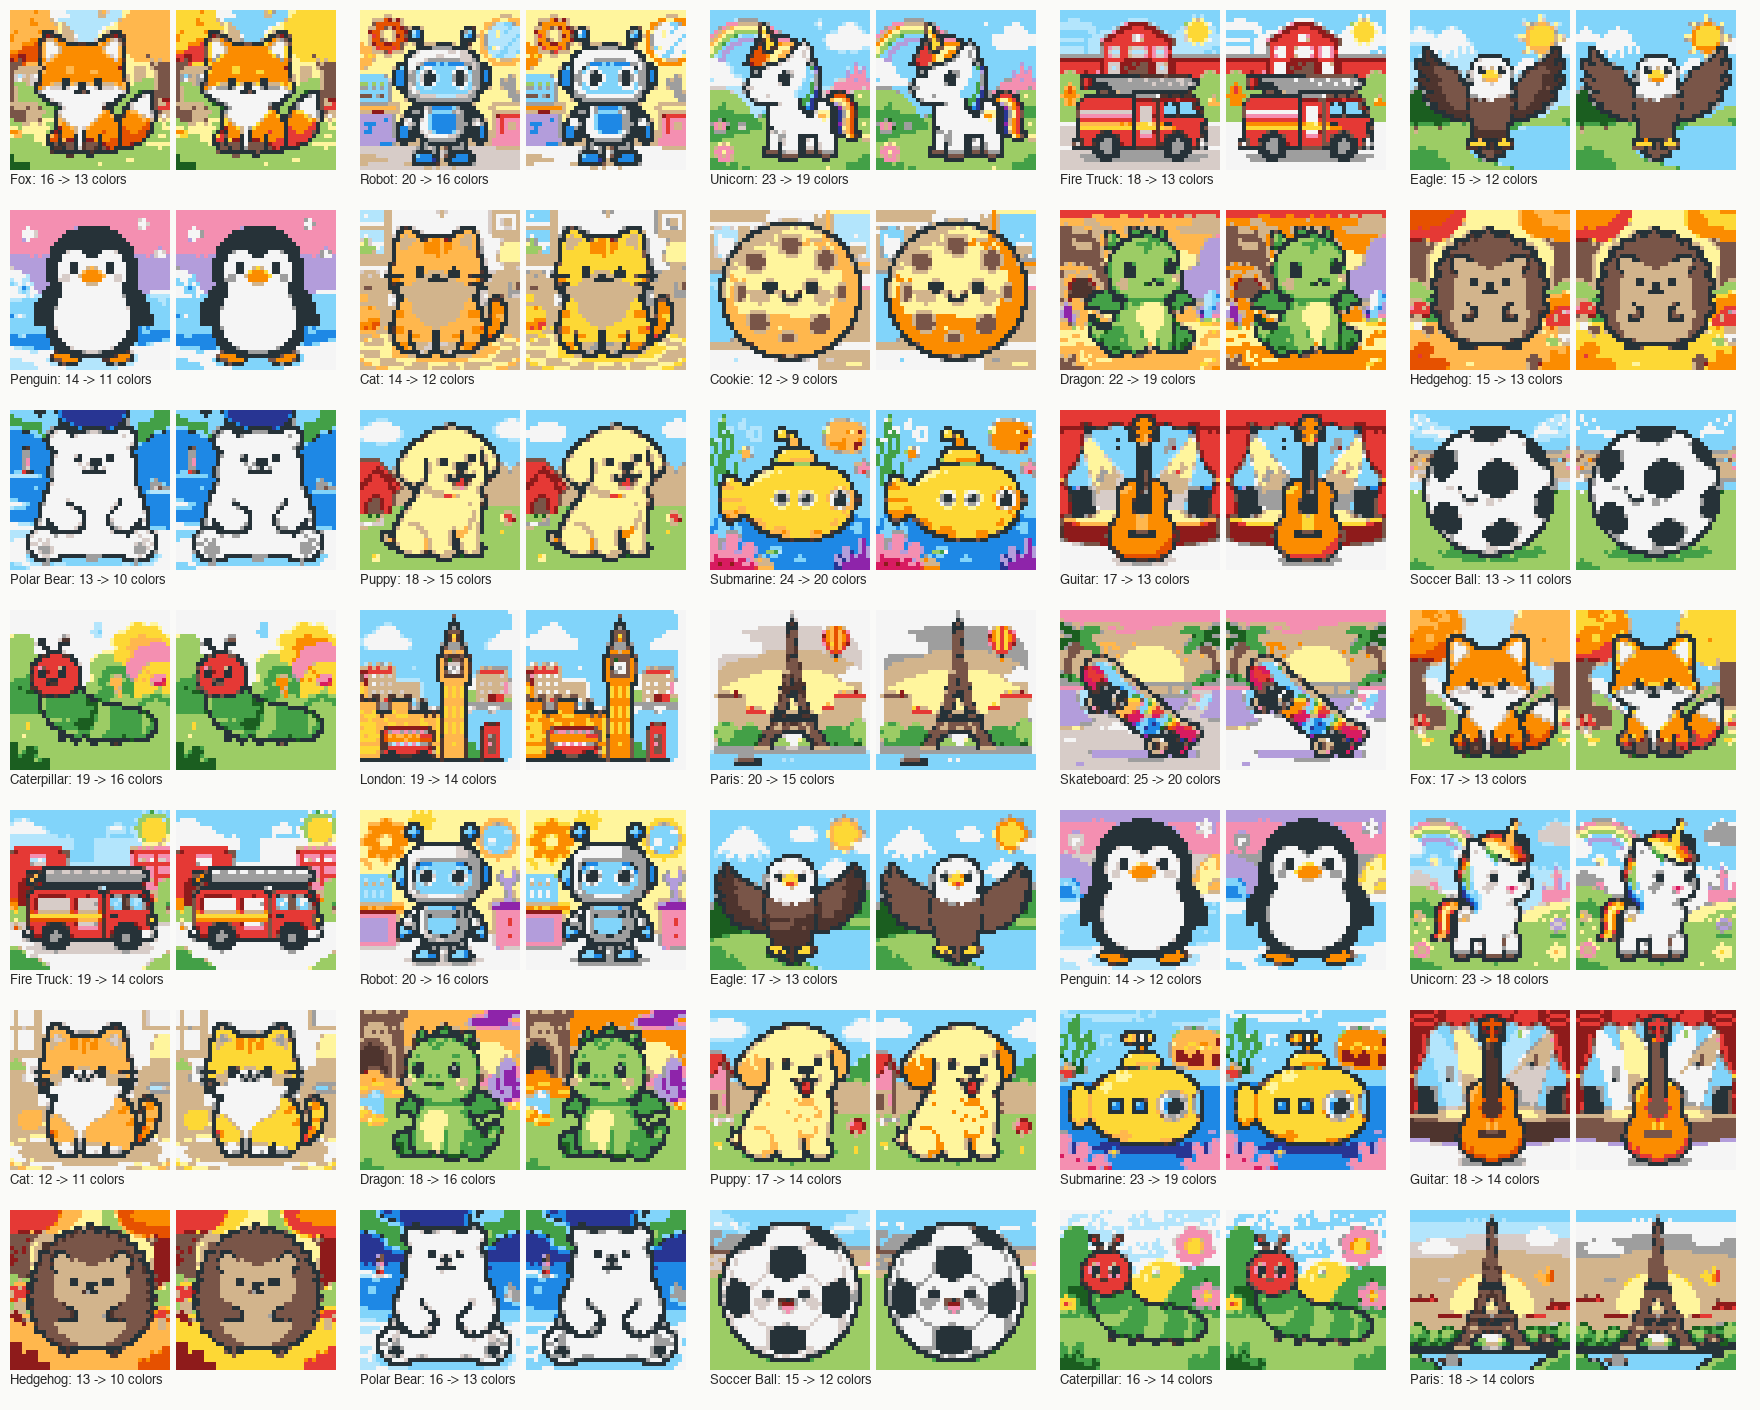 Fox: 16 -> 13 colors
Robot: 20 -> 16 colors
Unicorn: 23 -> 19 colors
Fire Truck: 18 -> 13 colors
Eagle: 15 -> 12 colors
Penguin: 14 -> 11 colors
Cat: 14 -> 12 colors
Cookie: 12 -> 9 colors
Dragon: 22 -> 19 colors
Hedgehog: 15 -> 13 colors
Polar Bear: 13 -> 10 colors
Puppy: 18 -> 15 colors
Submarine: 24 -> 20 colors
Guitar: 17 -> 13 colors
Soccer Ball: 13 -> 11 colors
Caterpillar: 19 -> 16 colors
London: 19 -> 14 colors
Paris: 20 -> 15 colors
Skateboard: 25 -> 20 colors
Fox: 17 -> 13 colors
Fire Truck: 19 -> 14 colors
Robot: 20 -> 16 colors
Eagle: 17 -> 13 colors
Penguin: 14 -> 12 colors
Unicorn: 23 -> 18 colors
Cat: 12 -> 11 colors
Dragon: 18 -> 16 colors
Puppy: 17 -> 14 colors
Submarine: 23 -> 19 colors
Guitar: 18 -> 14 colors
Hedgehog: 13 -> 10 colors
Polar Bear: 16 -> 13 colors
Soccer Ball: 15 -> 12 colors
Caterpillar: 16 -> 14 colors
Paris: 18 -> 14 colors